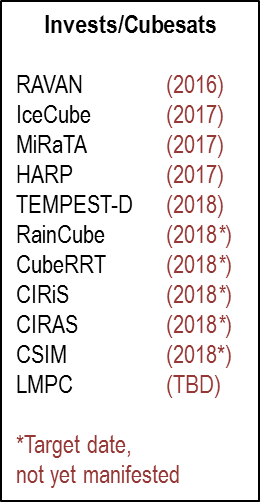 Invests/Cubesats
RAVAN (2016)
IceCube (2017)
MiRaTA (2017)
HARP (2017)
TEMPEST-D (2018)
RainCube (2018*)
CubeRRT (2018*)
CIRiS (2018*)
CIRAS (2018*)
CSIM (2018*)
LMPC (TBD)
*Target date,
not yet manifested